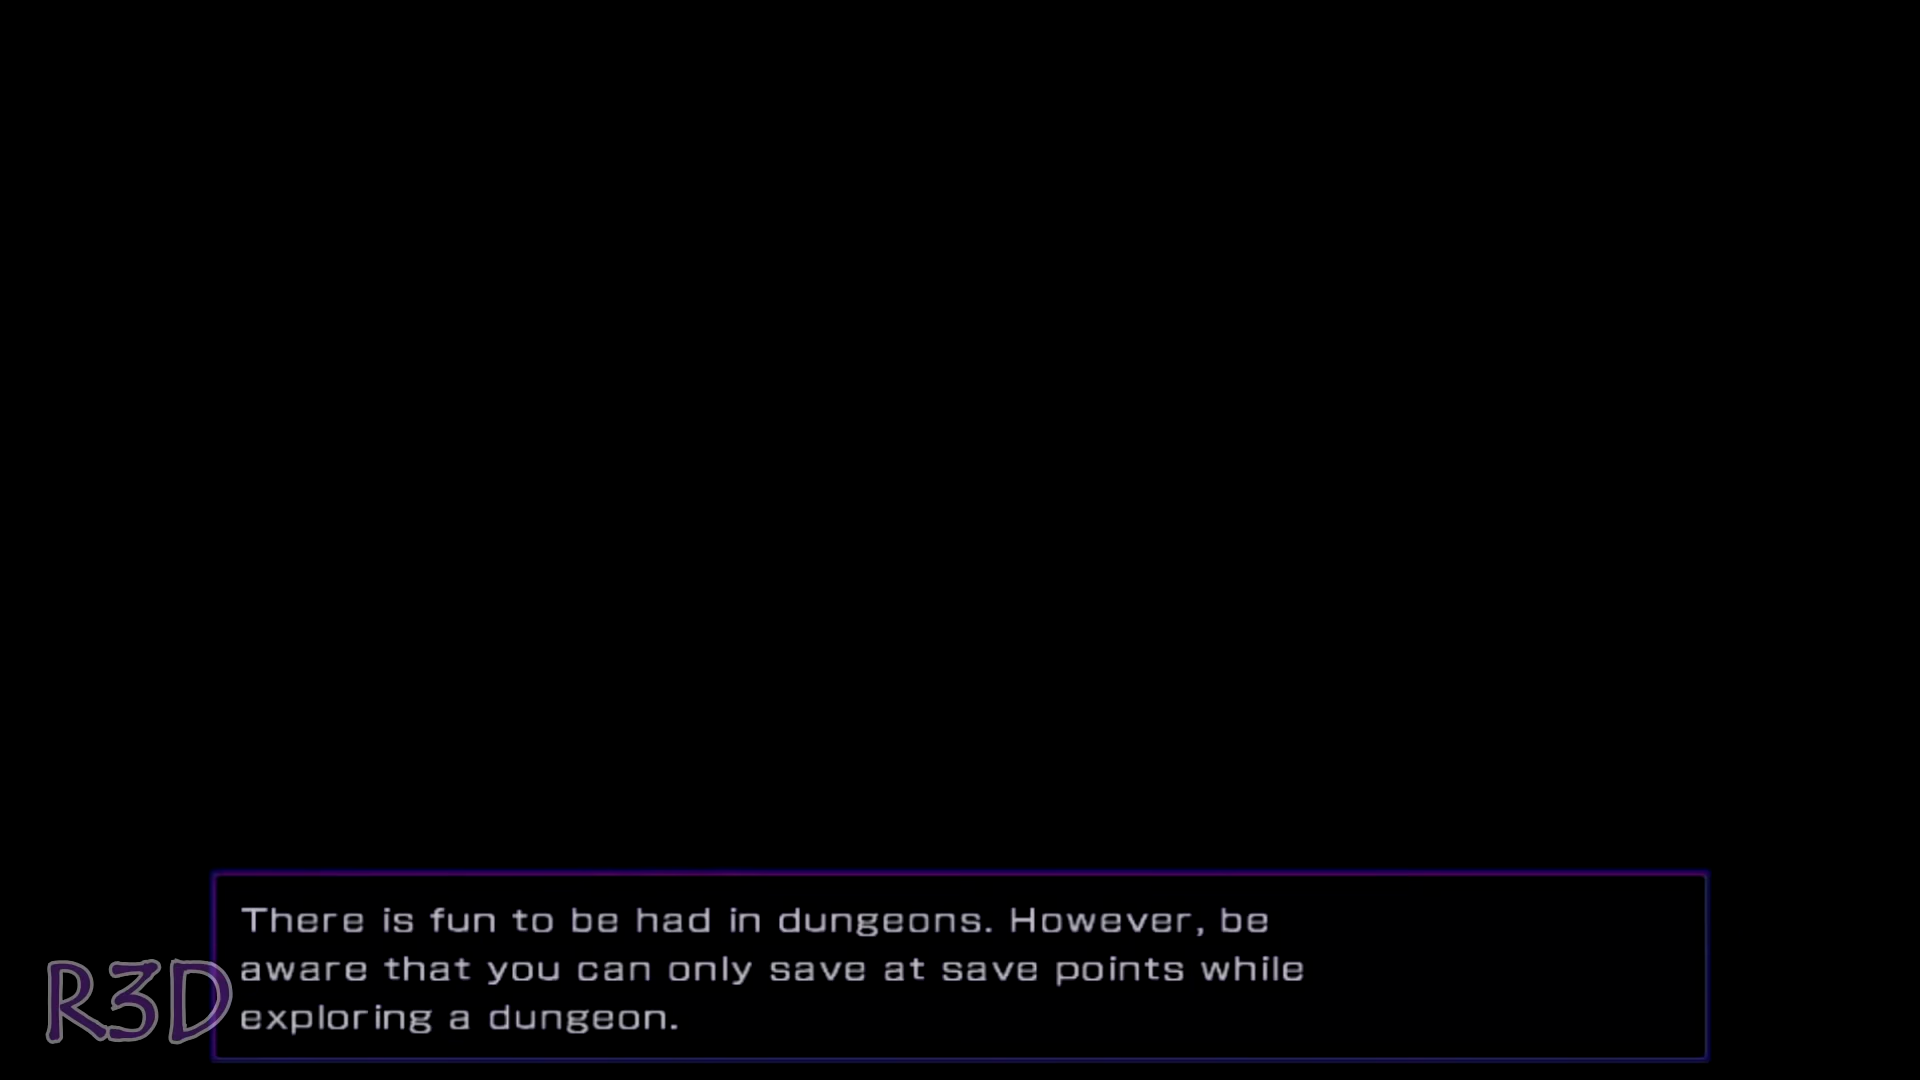 There is fun to be had in dungeons. However, be
aware that you can only save at save points while
exploring a dungeon.
R3D